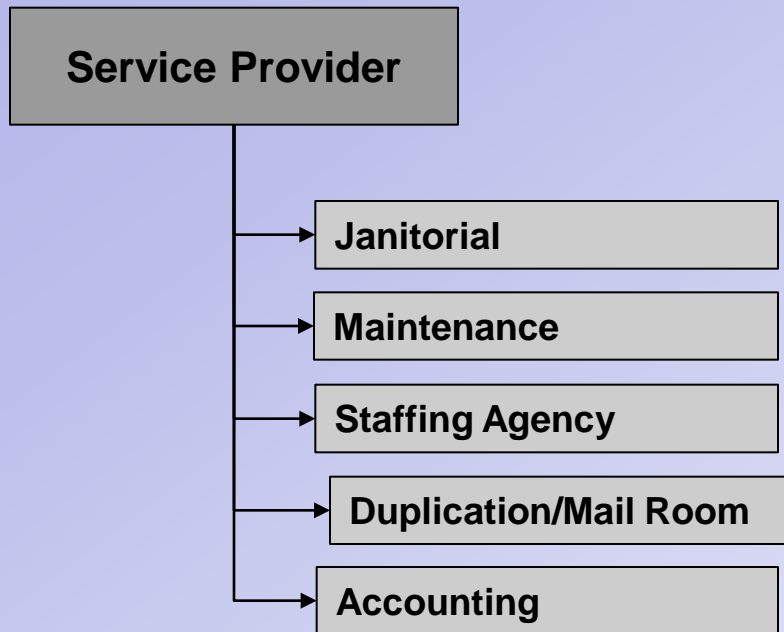 Service Provider
Janitorial
Maintenance
Staffing Agency
Duplication/Mail Room
Accounting